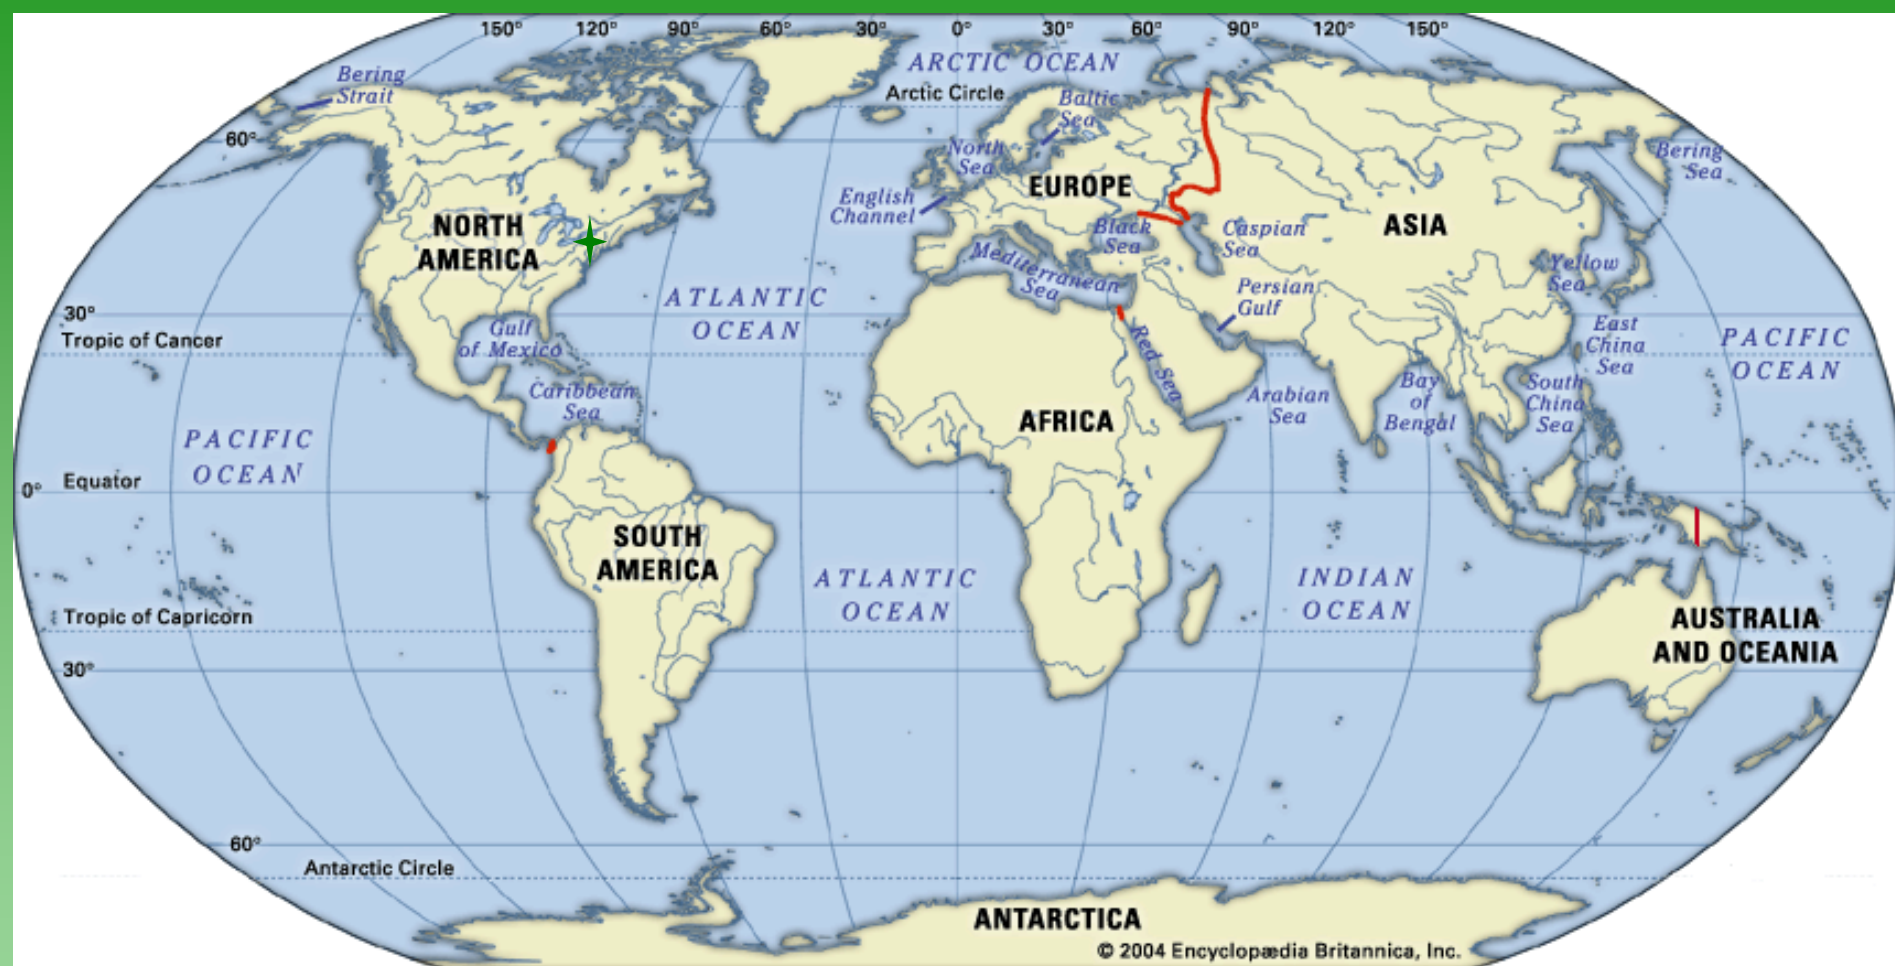 150° 120° 90° 60° 30° 0° 30° 60° 90° 120° 150°
ARCTIC OCEAN
Bering
Strait
Arctic Circle
Baltic
Sea
60°
North
Sea
Bering
Sea
EUROPE
English
Channel
NORTH
AMERICA
ASIA
Black
Sea
Caspian
Sea
Mediterranean
Sea
Yellow
Sea
Persian
Gulf
ATLANTIC
OCEAN
30°
Tropic of Cancer
Gulf
of Mexico
Red Sea
East
China
Sea
PACIFIC
OCEAN
Caribbean
Sea
Arabian
Sea
Bay
of
Bengal
South
China
Sea
AFRICA
PACIFIC
OCEAN
0°
Equator
SOUTH
AMERICA
ATLANTIC
OCEAN
INDIAN
OCEAN
Tropic of Capricorn
AUSTRALIA
AND OCEANIA
30°
60°
Antarctic Circle
ANTARCTICA
© 2004 Encyclopædia Britannica, Inc.